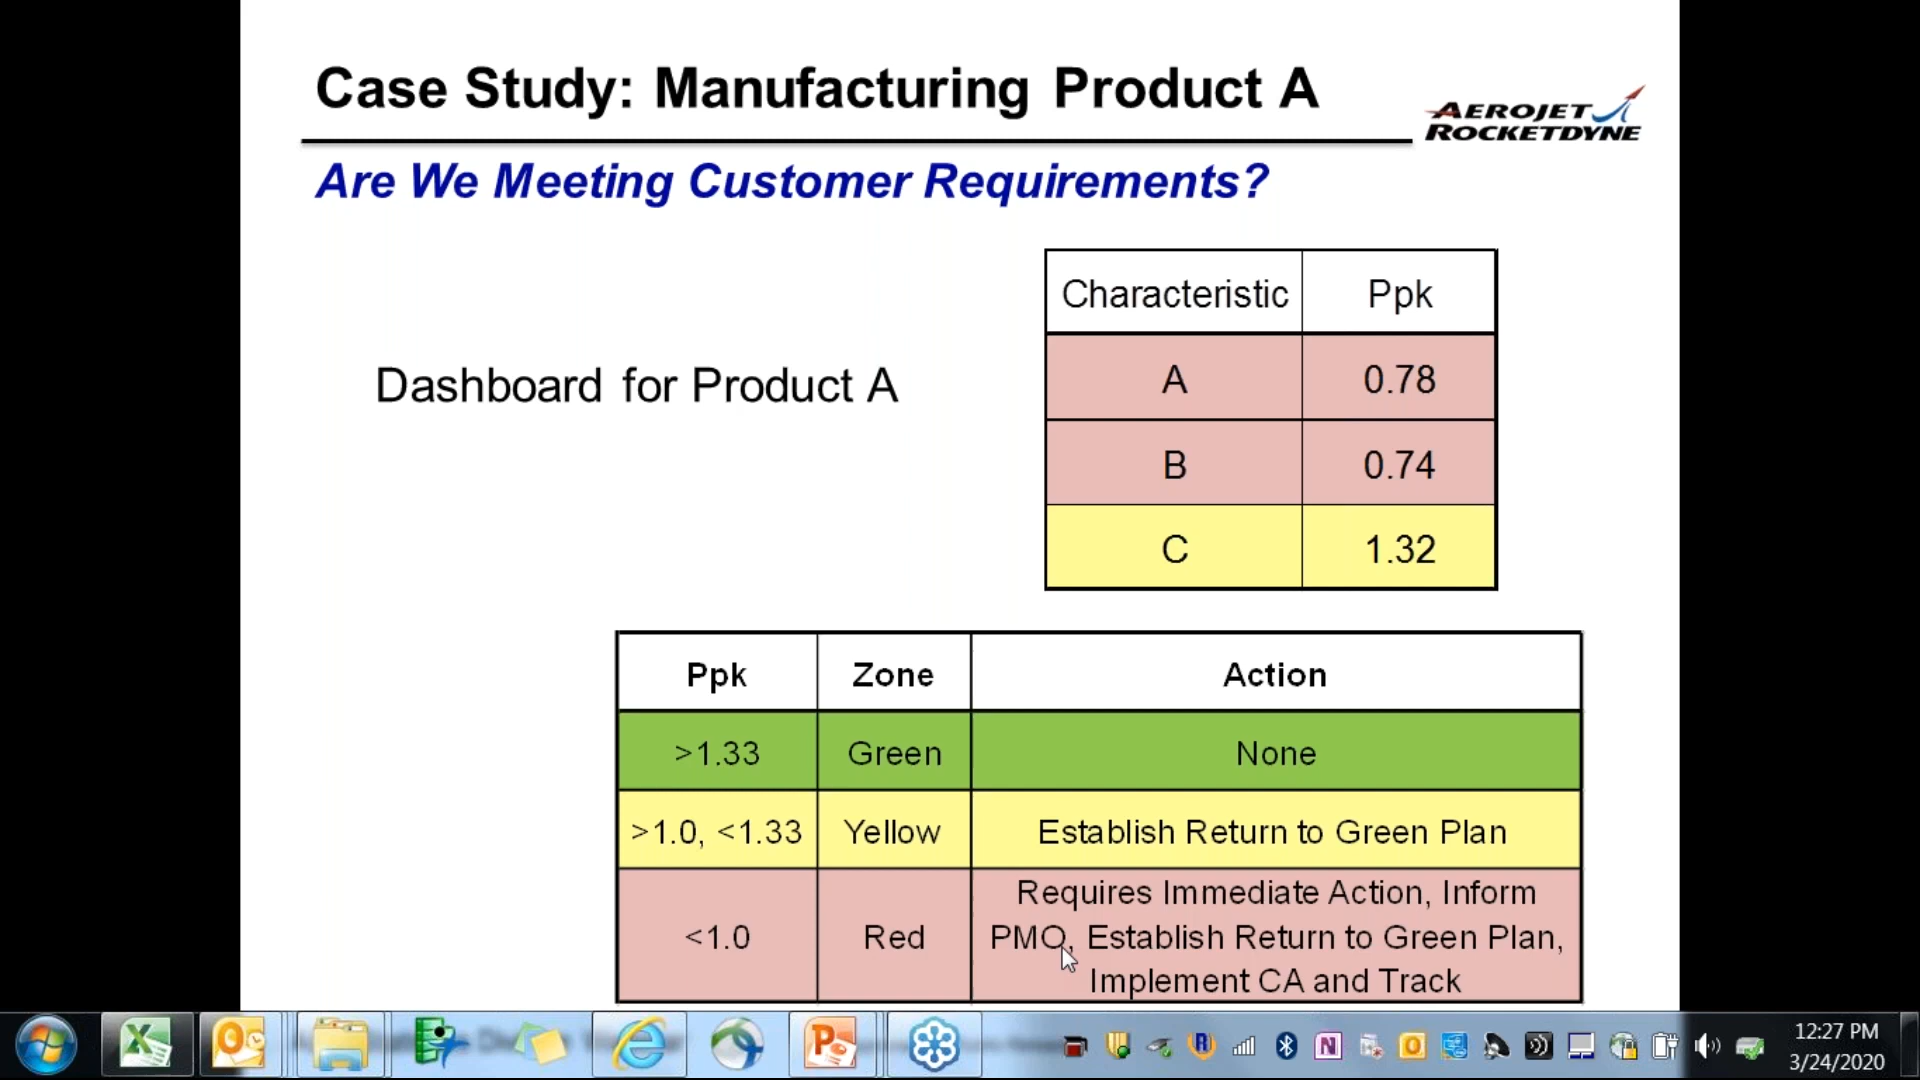 Case Study: Manufacturing Product A
AEROJET
ROCKETDYNE
Are We Meeting Customer Requirements?
Characteristic Ppk
A 0.78
Dashboard for Product A
B 0.74
C 1.32
Ppk Zone Action
>1.33 Green None
>1.0, <1.33 Yellow Establish Return to Green Plan
<1.0 Red Requires Immediate Action, Inform
PMO, Establish Return to Green Plan,
Implement CA and Track
12:27 PM
3/24/2020